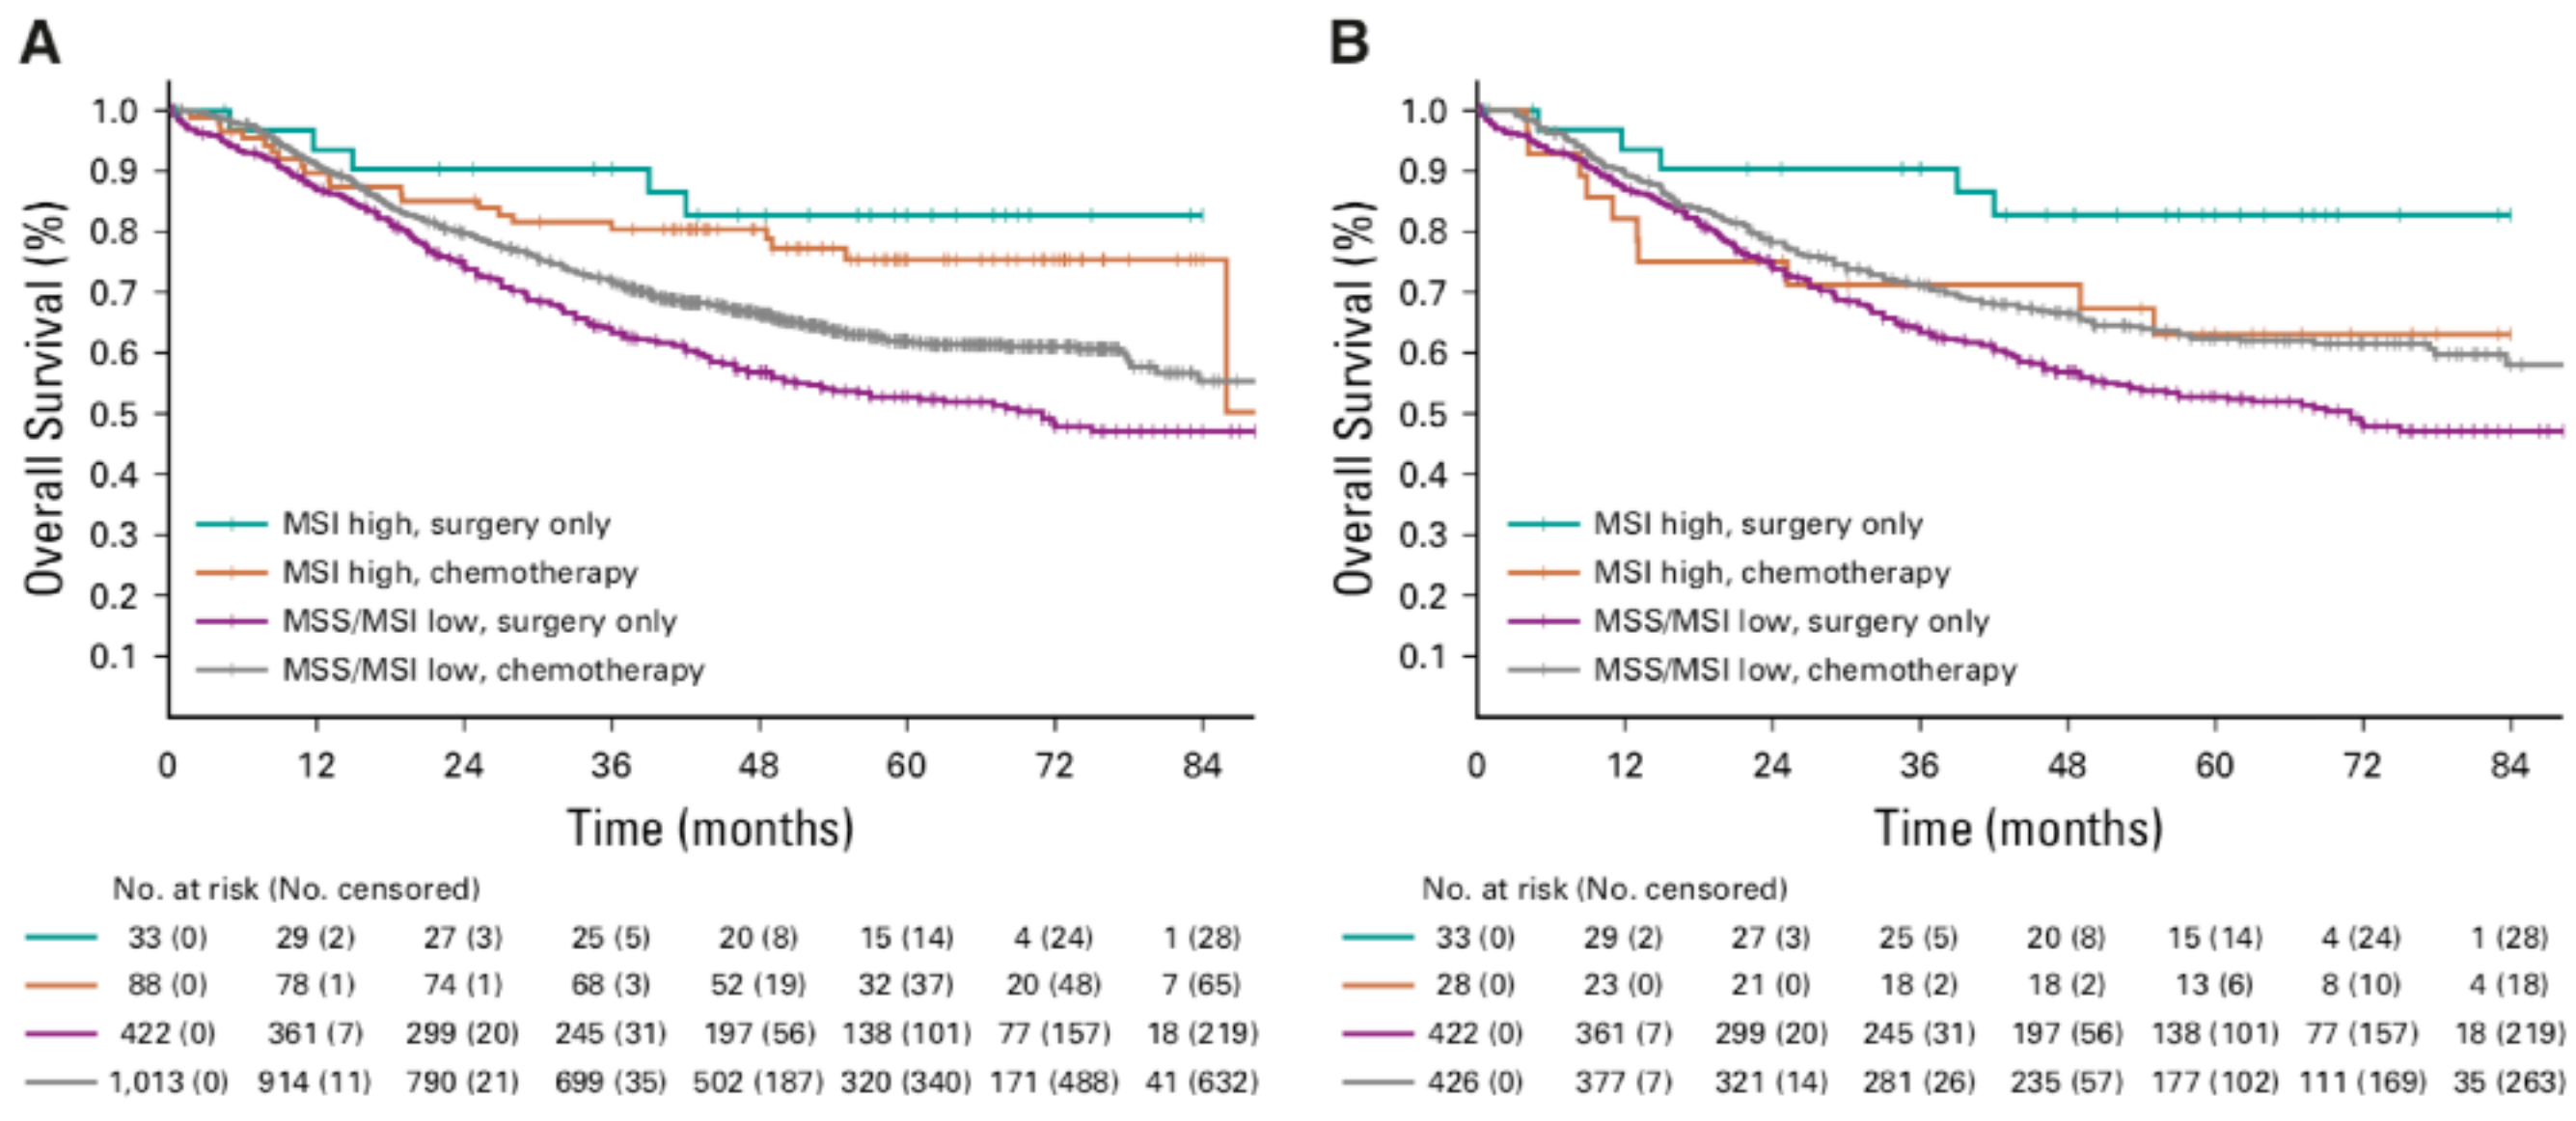 A
Overall Survival (%)
1.0
0.9
0.8
0.7
0.6
0.5
0.4
0.3
0.2
0.1
MSI high, surgery only
MSI high, chemotherapy
MSS/MSI low, surgery only
MSS/MSI low, chemotherapy
0 12 24 36 48 60 72 84
Time (months)
No. at risk (No. censored)
33 (0) 29 (2) 27 (3) 25 (5) 20 (8) 15 (14) 4 (24) 1 (28)
88 (0) 78 (1) 74 (1) 68 (3) 52 (19) 32 (37) 20 (48) 7 (65)
422 (0) 361 (7) 299 (20) 245 (31) 197 (56) 138 (101) 77 (157) 18 (219)
1,013 (0) 914 (11) 790 (21) 699 (35) 502 (187) 320 (340) 171 (488) 41 (632)
B
Overall Survival (%)
1.0
0.9
0.8
0.7
0.6
0.5
0.4
0.3
0.2
0.1
MSI high, surgery only
MSI high, chemotherapy
MSS/MSI low, surgery only
MSS/MSI low, chemotherapy
0 12 24 36 48 60 72 84
Time (months)
No. at risk (No. censored)
33 (0) 29 (2) 27 (3) 25 (5) 20 (8) 15 (14) 4 (24) 1 (28)
28 (0) 23 (0) 21 (0) 18 (2) 18 (2) 13 (6) 8 (10) 4 (18)
422 (0) 361 (7) 299 (20) 245 (31) 197 (56) 138 (101) 77 (157) 18 (219)
426 (0) 377 (7) 321 (14) 281 (26) 235 (57) 177 (102) 111 (169) 35 (263)